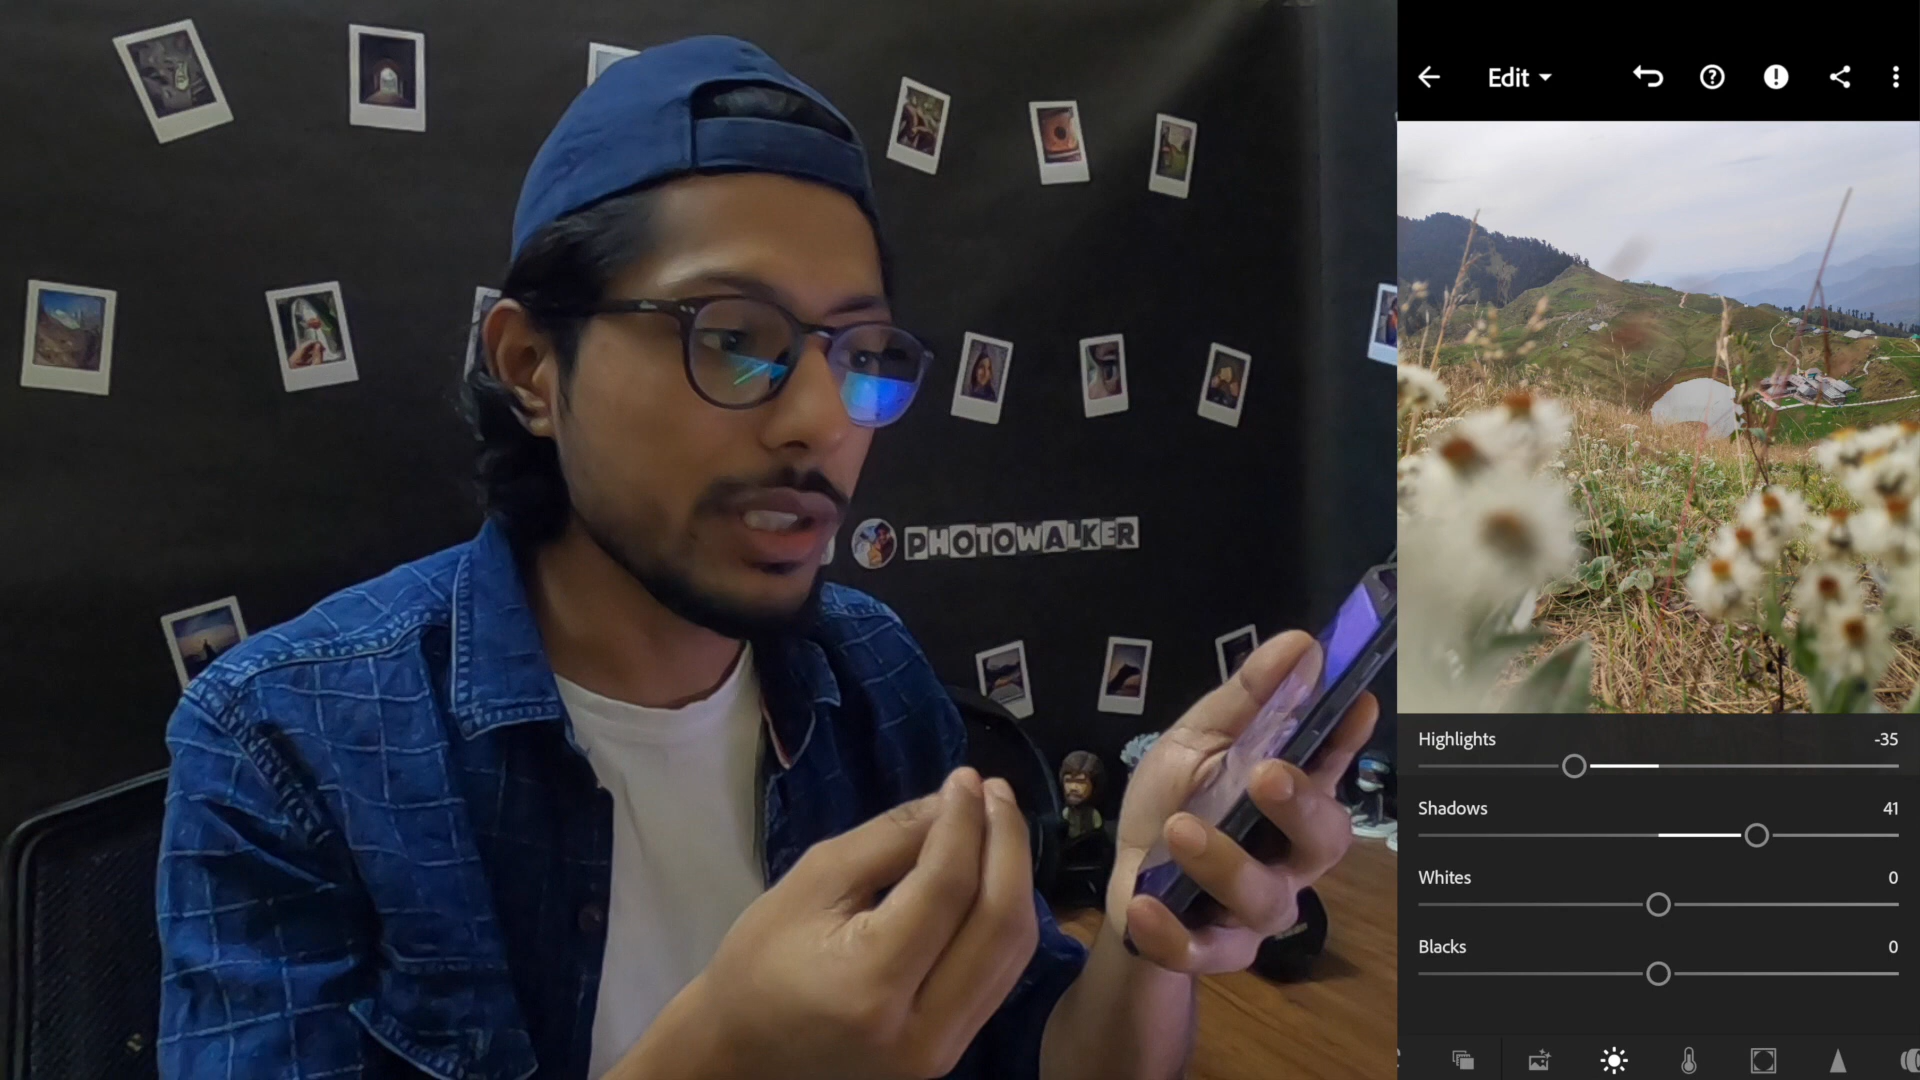 PHOTOWALKER
Edit
Highlights -35
Shadows 41
Whites 0
Blacks 0